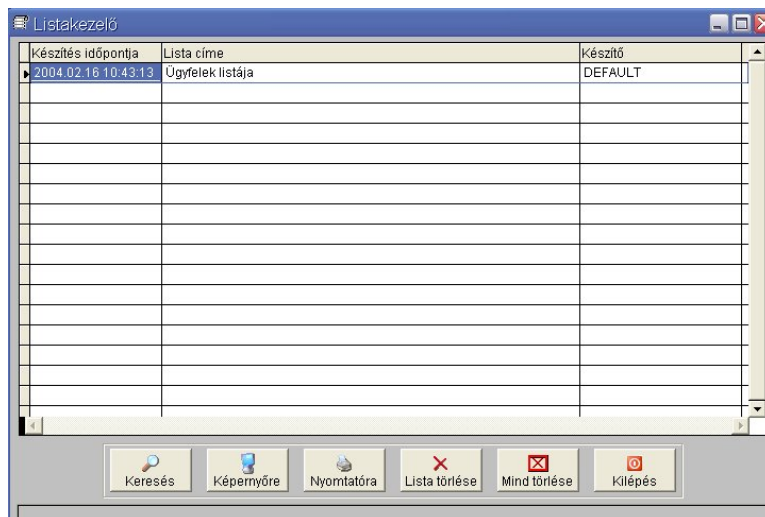 Listakezelő
Készítés időpontja Lista címe Készítő
2004.02.16 10:43:13 Ügyfelek listája DEFAULT
Keresés Képernyőre Nyomtatóra Lista törlése Mind törlése Kilépés